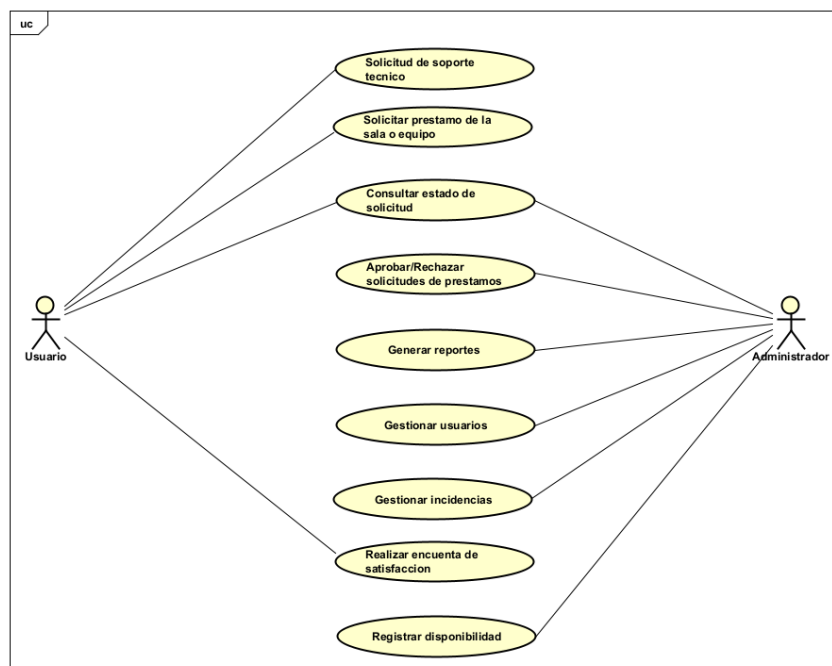 uc
Solicitud de soporte
tecnico
Solicitar prestamo de la
sala o equipo
Consultar estado de
solicitud
Aprobar/Rechazar
solicitudes de prestamos
Usuario
Generar reportes
Administrador
Gestionar usuarios
Gestionar incidencias
Realizar encuenta de
satisfaccion
Registrar disponibilidad